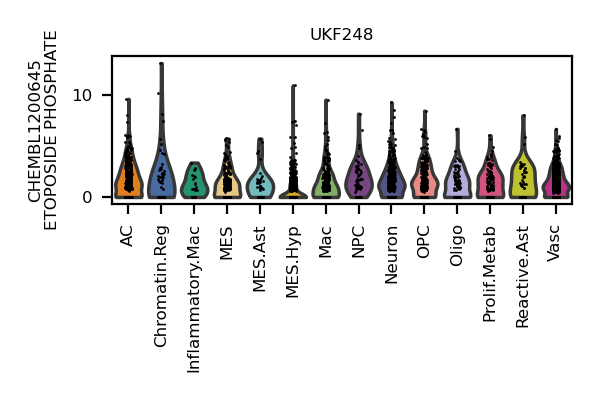 UKF248
CHEMBL1200645
ETOPOSIDE PHOSPHATE
10
0
AC
Chromatin.Reg
Inflammatory.Mac
MES
MES.Ast
MES.Hyp
Mac
NPC
Neuron
OPC
Oligo
Prolif.Metab
Reactive.Ast
Vasc